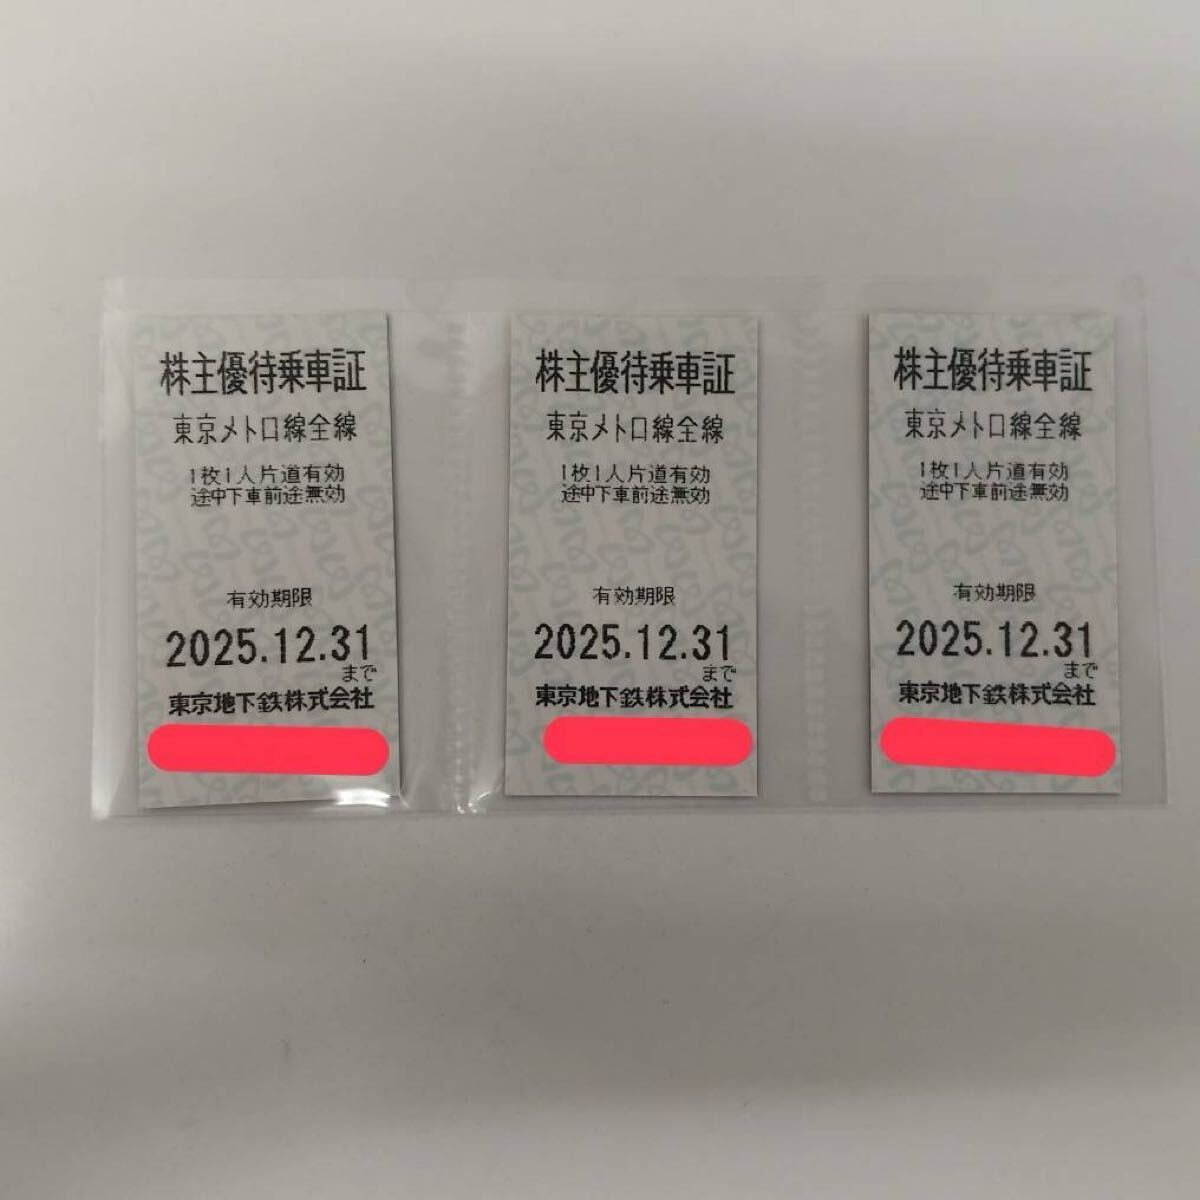 株主優待乗車証
東京メトロ線全線
1枚1人片道有効
途中下車前途無効
有効期限
2025.12.31
まで
東京地下鉄株式会社
株主優待乗車証
東京メトロ線全線
1枚1人片道有効
途中下車前途無効
有効期限
2025.12.31
まで
東京地下鉄株式会社
株主優待乗車証
東京メトロ線全線
1枚1人片道有効
途中下車前途無効
有効期限
2025.12.31
まで
東京地下鉄株式会社